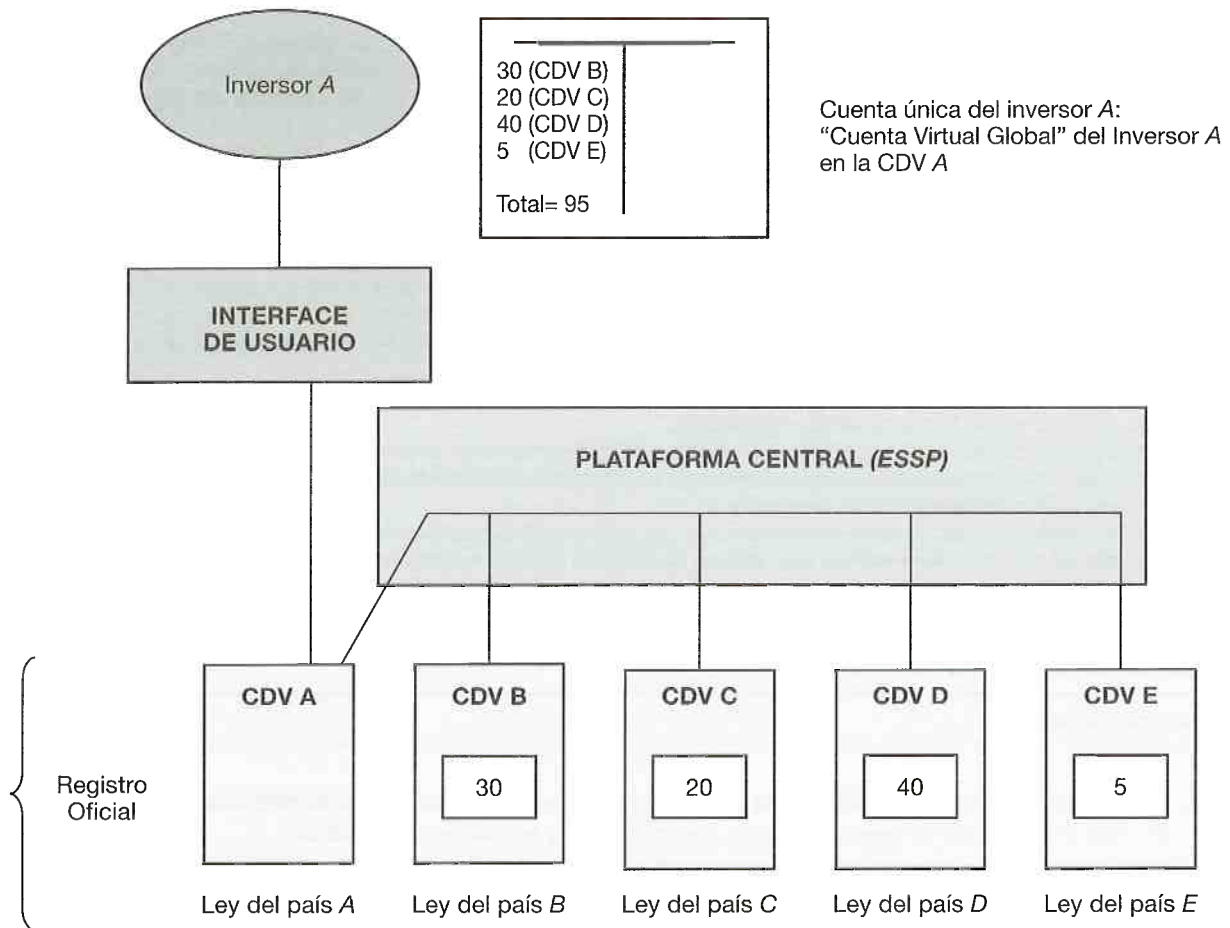 Inversor A
30 (CDV B)
20 (CDV C)
40 (CDV D)
5 (CDV E)
Total= 95
Cuenta única del inversor A:
“Cuenta Virtual Global” del Inversor A
en la CDV A
INTERFACE
DE USUARIO
PLATAFORMA CENTRAL (ESSP)
Registro
Oficial
CDV A
CDV B
CDV C
CDV D
CDV E
30
20
40
5
Ley del país A
Ley del país B
Ley del país C
Ley del país D
Ley del país E